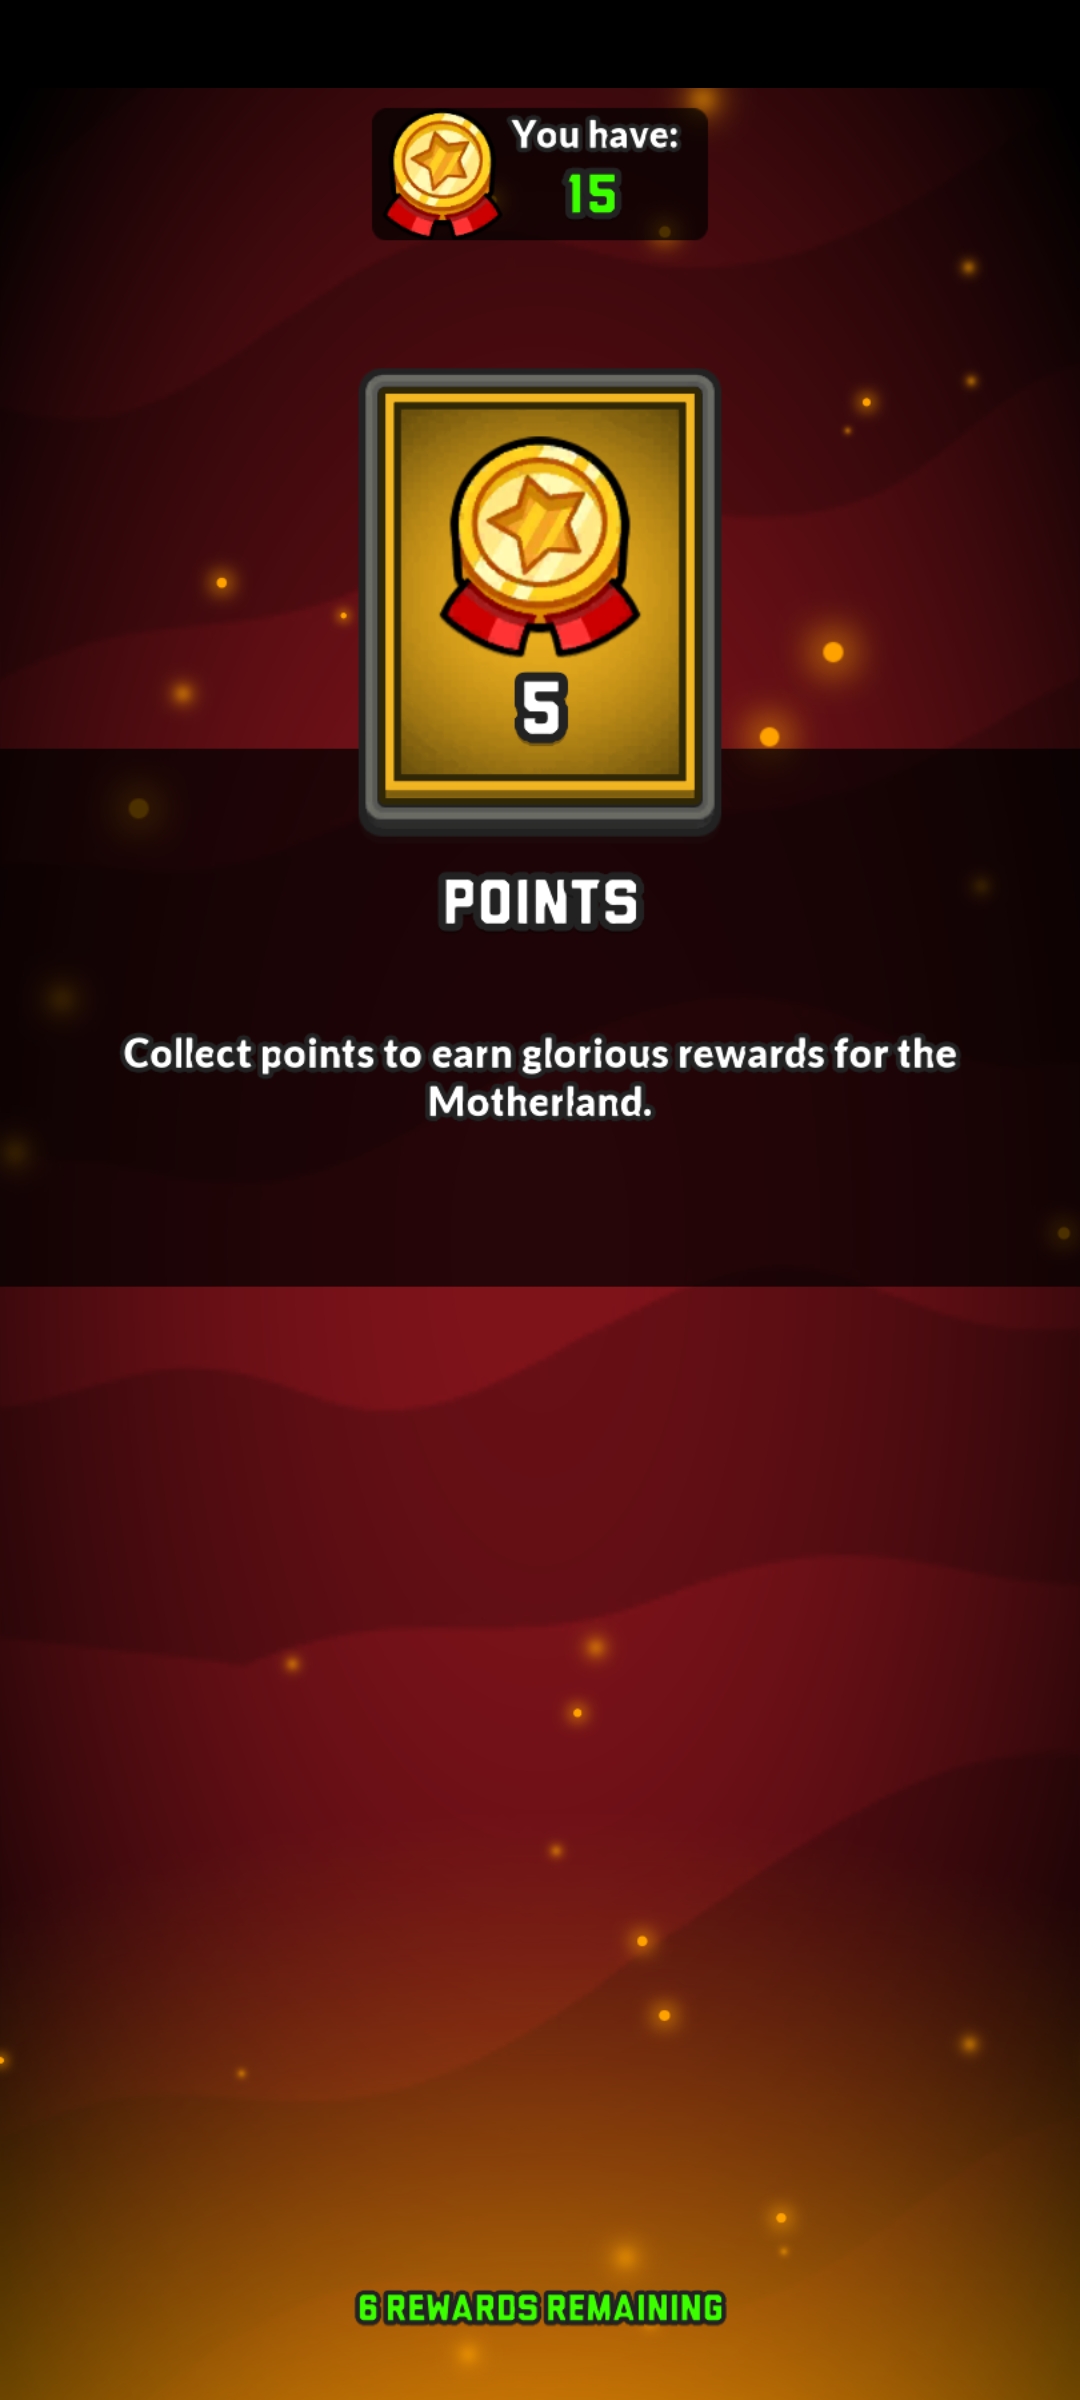 You have:
15
5
POINTS
Collect points to earn glorious rewards for the
Motherland.
6 REWARDS REMAINING